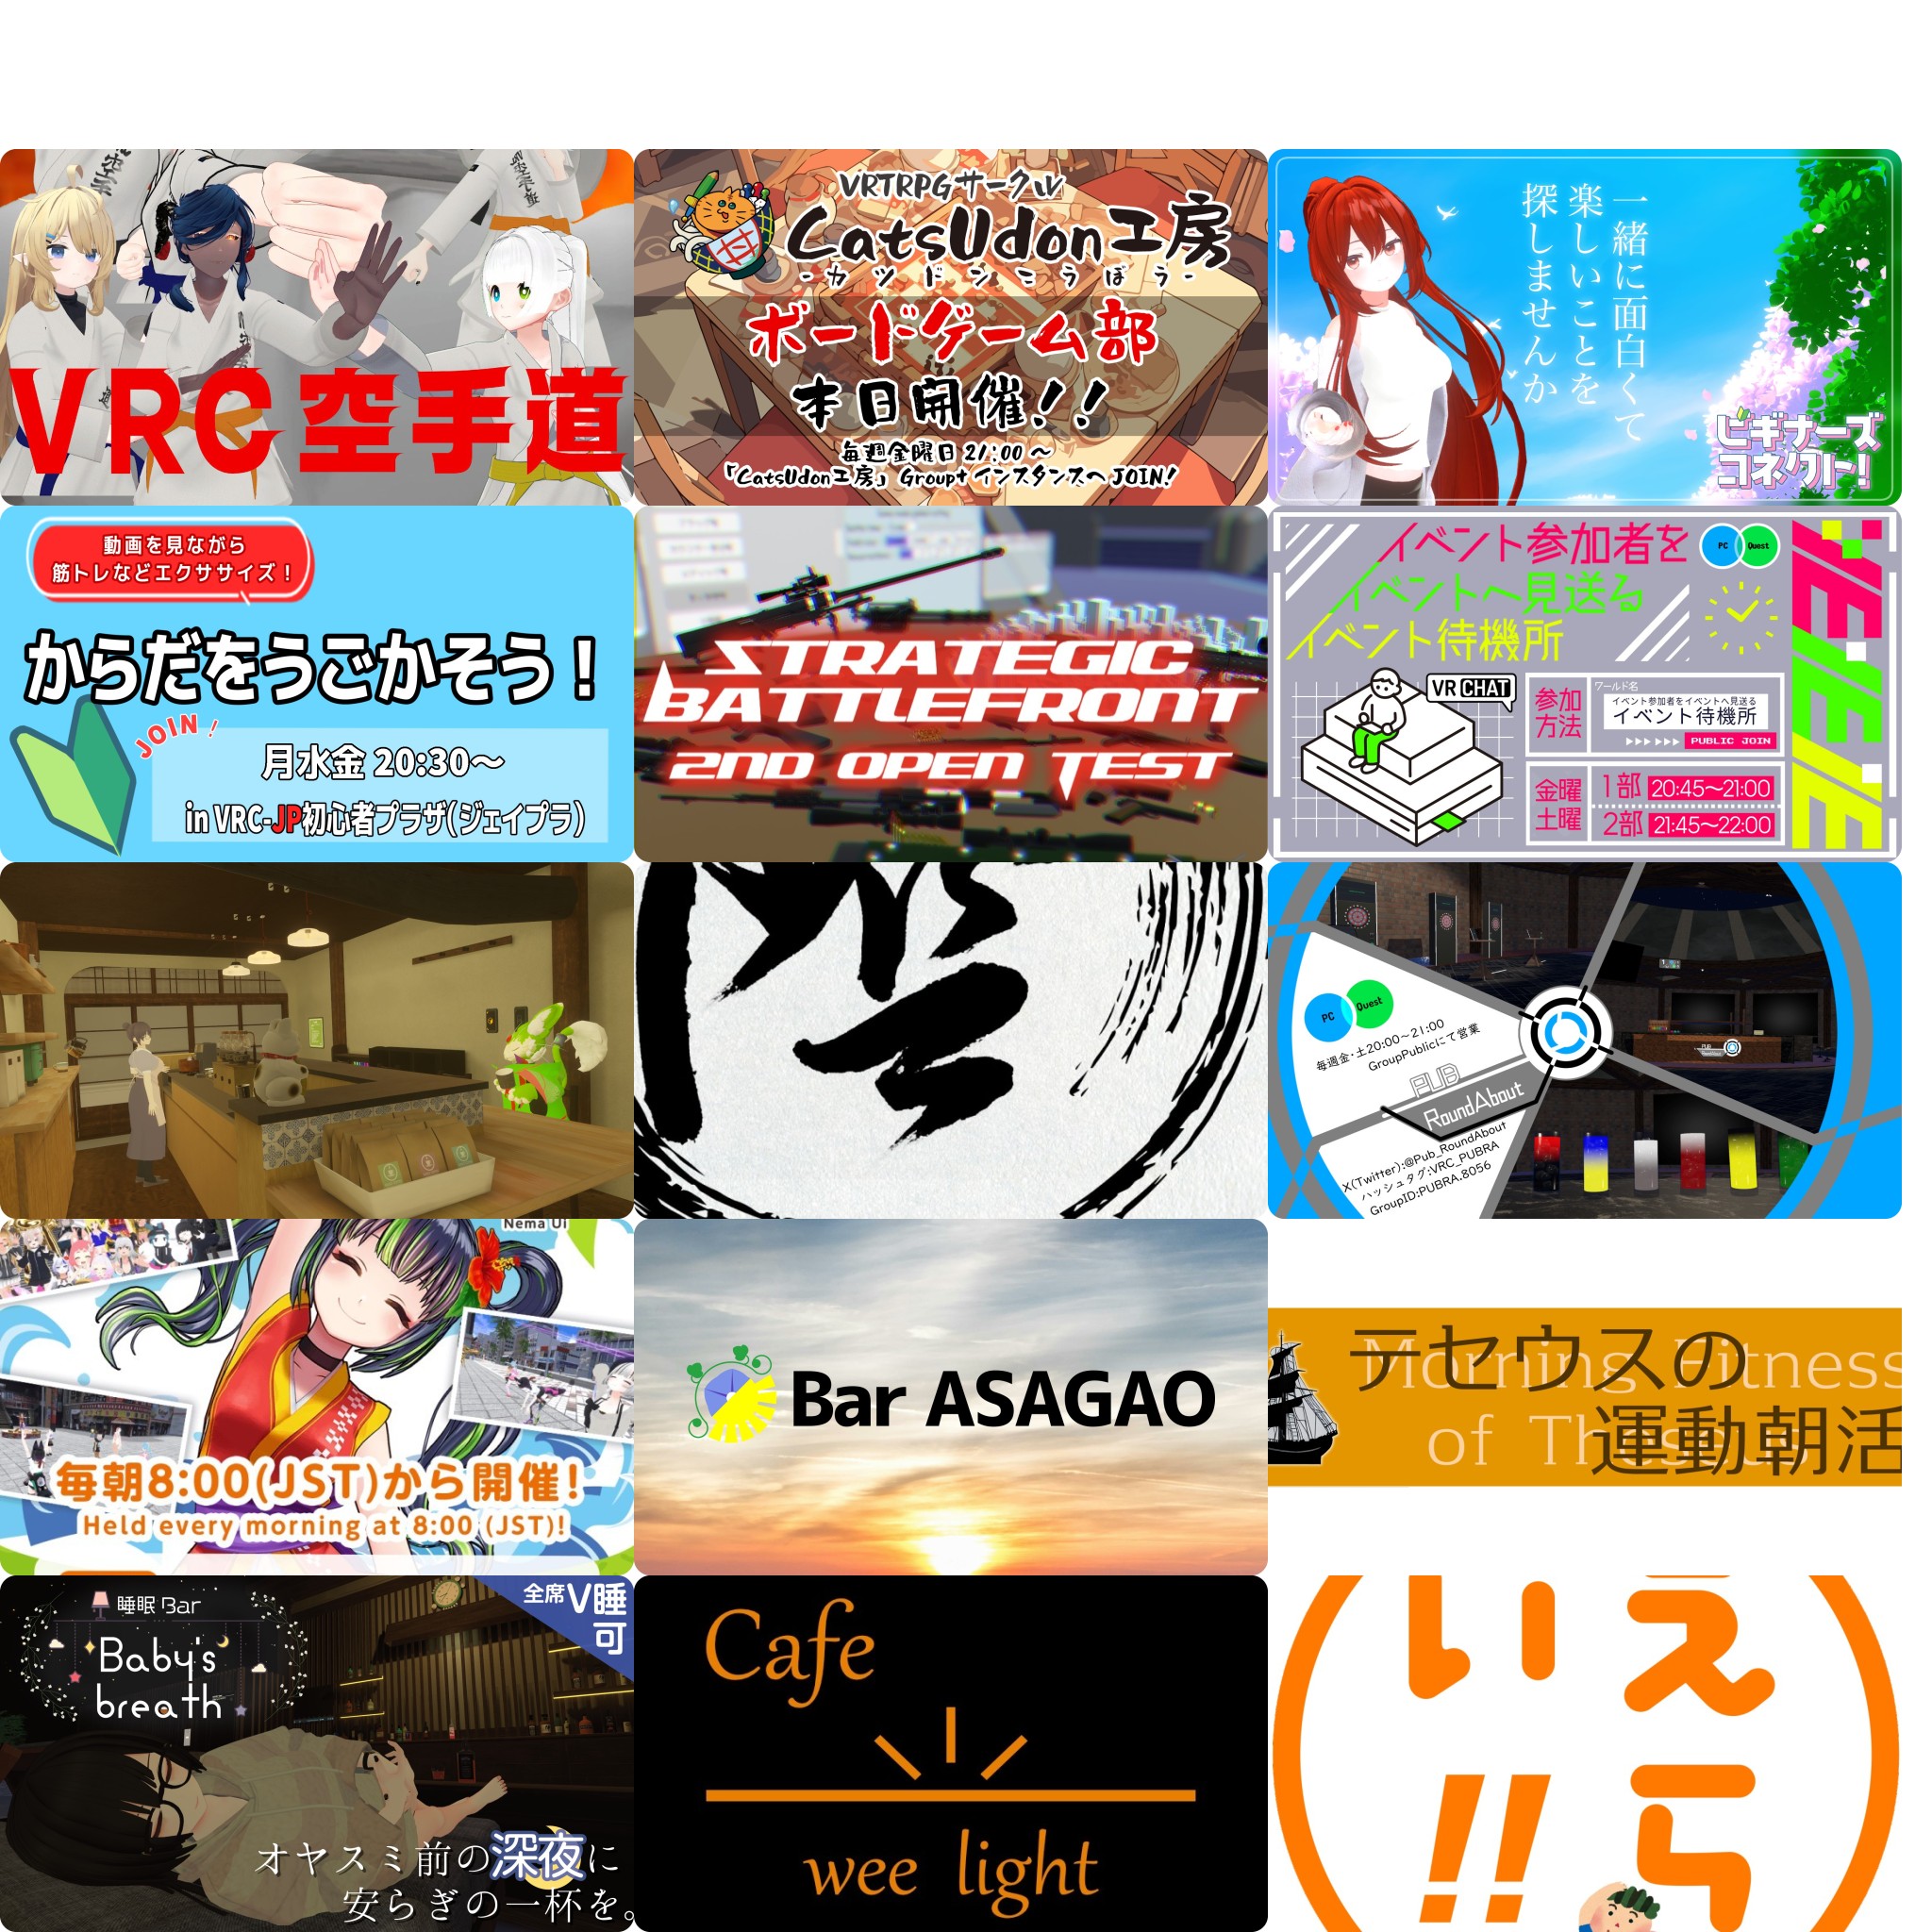 VRC空手道
VRTRPGサークル
CatsUdon工房
-カツドンこうぼう-
ボードゲーム部
本日開催!!
毎週金曜日 21:00 ～
「CatsUdon工房」Group+インスタンスへJOIN!
一緒に面白くて
楽しいことを
探しませんか
ビギナーズ
コネクト!
動画を見ながら
筋トレなどエクササイズ！
からだをうごかそう！
JOIN！
月水金 20:30～
in VRC-JP初心者プラザ(ジェイプラ)
STRATEGIC
BATTLEFRONT
2ND OPEN TEST
イベント参加者を
イベントへ見送る
イベント待機所
PC
Quest
VRCHAT
参加
方法
ワールド名
イベント参加者をイベントへ見送る
イベント待機所
PUBLIC JOIN
金曜
土曜
1部 20:45～21:00
2部 21:45～22:00
PC
Quest
毎週金・土20:00～21:00
GroupPublicにて営業
PUB
RoundAbout
X(Twitter):@Pub_RoundAbout
ハッシュタグ:VRC_PUBRA
GroupID:PUBRA.8056
Nema Ui
毎朝8:00(JST)から開催!
Held every morning at 8:00 (JST)!
Bar ASAGAO
テセウスの
Morning Fitness
運動朝活
睡眠Bar
Baby's
breath
全席V睡
可
オヤスミ前の深夜に
安らぎの一杯を。
Cafe
wee light
えら
い!!